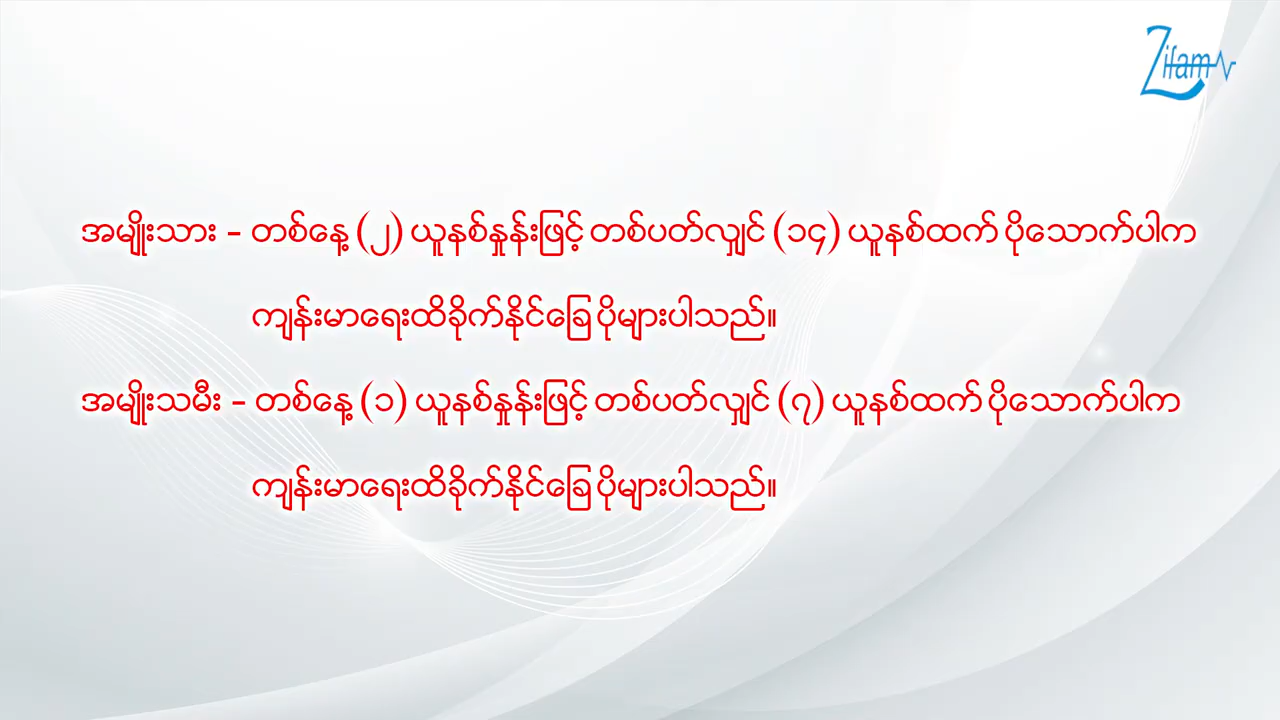 Zifam
အမျိုးသား - တစ်နေ့ (၂) ယူနစ်နှုန်းဖြင့် တစ်ပတ်လျှင် (၁၄) ယူနစ်ထက် ပိုသောက်ပါက
ကျန်းမာရေးထိခိုက်နိုင်ခြေ ပိုများပါသည်။
အမျိုးသမီး - တစ်နေ့ (၁) ယူနစ်နှုန်းဖြင့် တစ်ပတ်လျှင် (၇) ယူနစ်ထက် ပိုသောက်ပါက
ကျန်းမာရေးထိခိုက်နိုင်ခြေ ပိုများပါသည်။